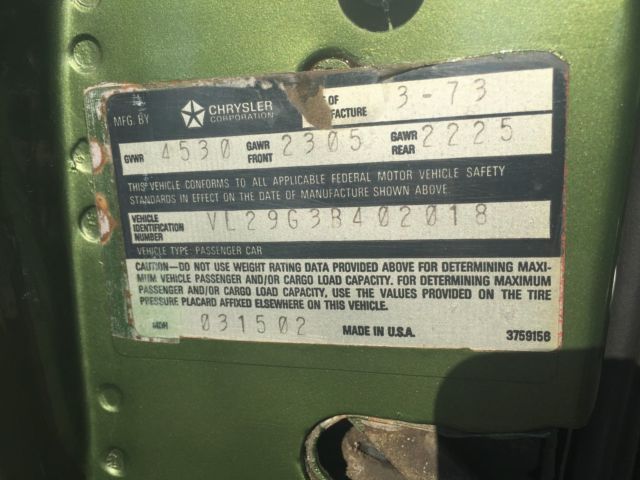 MFG. BY CHRYSLER CORPORATION OF 3-73
GVWR 4530 GAWR FRONT 2305 GAWR REAR 2225
THIS VEHICLE CONFORMS TO ALL APPLICABLE FEDERAL MOTOR VEHICLE SAFETY
STANDARDS IN EFFECT ON THE DATE OF MANUFACTURE SHOWN ABOVE.
VEHICLE IDENTIFICATION NUMBER VL29G3B402018
VEHICLE TYPE: PASSENGER CAR
CAUTION—DO NOT USE WEIGHT RATING DATA PROVIDED ABOVE FOR DETERMINING MAXI-
MUM VEHICLE PASSENGER AND/OR CARGO LOAD CAPACITY. FOR DETERMINING MAXIMUM
PASSENGER AND/OR CARGO LOAD CAPACITY, USE THE VALUES PROVIDED ON THE TIRE
PRESSURE PLACARD AFFIXED ELSEWHERE ON THIS VEHICLE.
MDH 031502 MADE IN U.S.A. 3759158